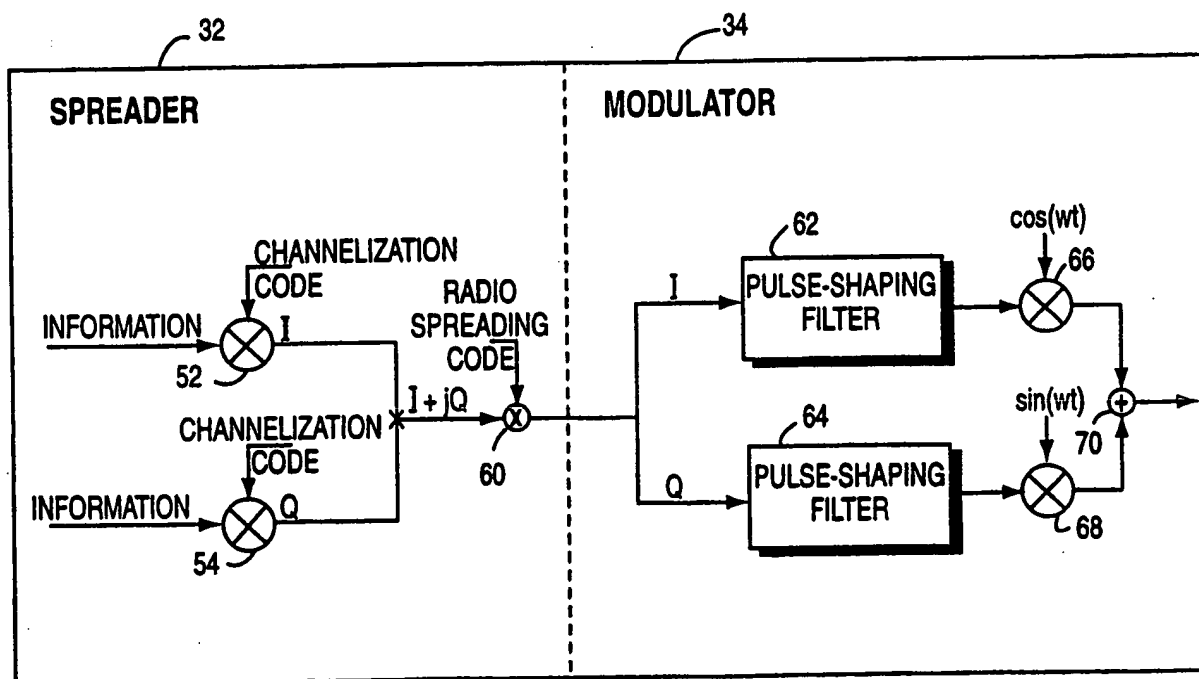 32
34
SPREADER
MODULATOR
CHANNELIZATION
CODE
INFORMATION
I
52
RADIO
SPREADING
CODE
I + jQ
X
60
CHANNELIZATION
CODE
INFORMATION
Q
54
I
62
PULSE-SHAPING
FILTER
cos(wt)
66
Q
64
PULSE-SHAPING
FILTER
sin(wt)
68
+
70